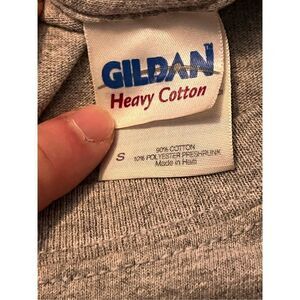 GILDAN
Heavy Cotton
90% COTTON
S 10% POLYESTER PRESHRUNK
Made in Haiti